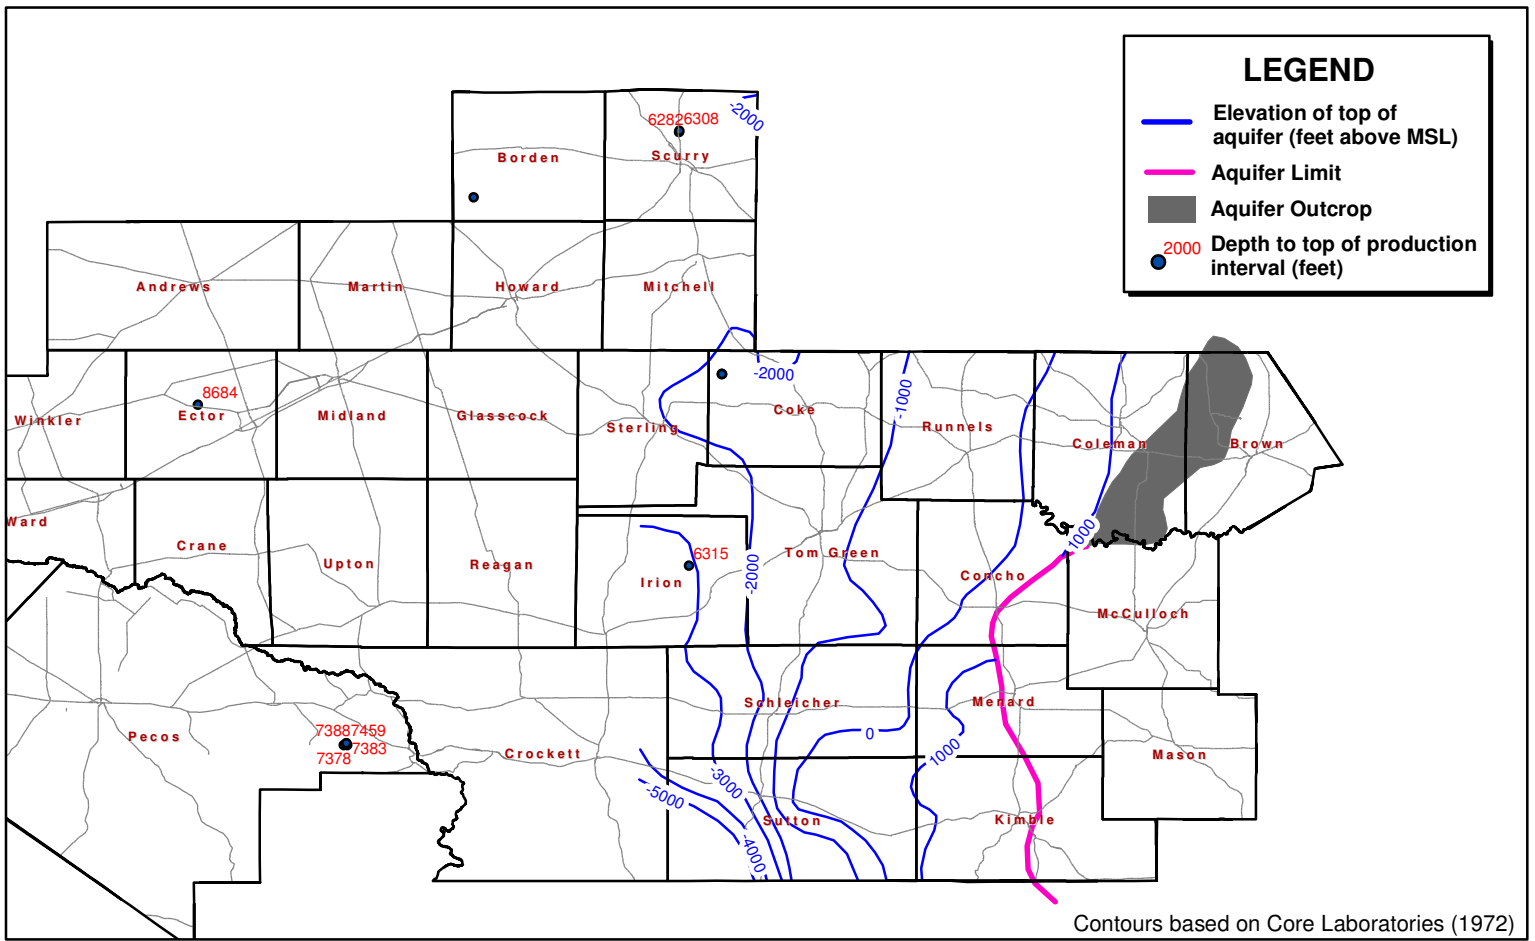 LEGEND
Elevation of top of
aquifer (feet above MSL)
Aquifer Limit
Aquifer Outcrop
2000
Depth to top of production
interval (feet)
-2000
62826308
Borden
Scurry
Andrews
Martin
Howard
Mitchell
-2000
8684
-1000
Winkler
Ector
Midland
Glasscock
Sterling
Coke
Runnels
Coleman
Brown
Ward
Crane
Upton
Reagan
Irion
6315
-2000
Tom Green
Concho
1000
McCulloch
Pecos
73887459
7383
7378
Crockett
Schleicher
0
Menard
1000
Mason
-3000
-5000
-4000
Sutton
Kimble
Contours based on Core Laboratories (1972)